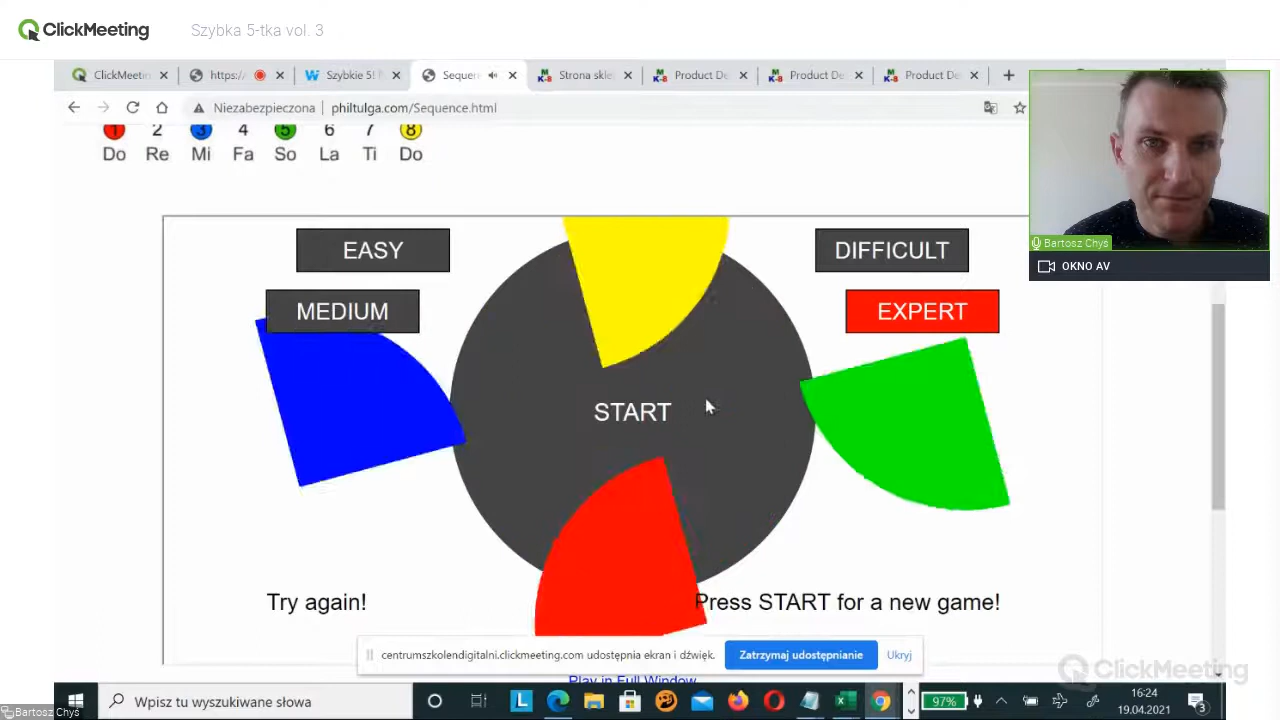 ClickMeeting
Szybka 5-tka vol. 3
ClickMeetin
https:/
Szybkie 5! F
Sequen
Strona skle
Product De
Product De
Product De
Niezabezpieczona
philtulga.com/Sequence.html
1 2 3 4 5 6 7 8
Do Re Mi Fa So La Ti Do
EASY
DIFFICULT
MEDIUM
EXPERT
START
Try again!
Press START for a new game!
Bartosz Chyś
OKNO AV
centrumszkolendigitalni.clickmeeting.com udostępnia ekran i dźwięk.
Zatrzymaj udostępnianie
Ukryj
Play in Full Window
ClickMeeting
Wpisz tu wyszukiwane słowa
97%
16:24
19.04.2021
3
Bartosz Chyś